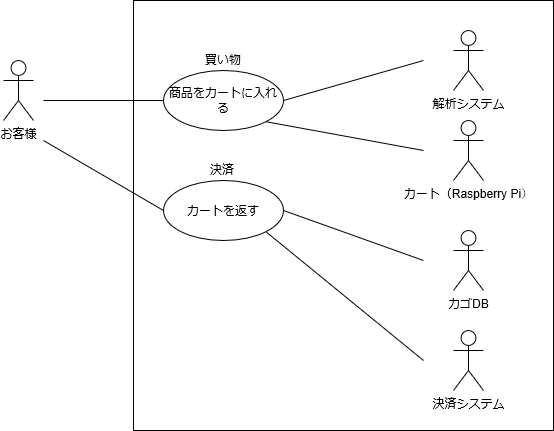 買い物
商品をカートに入れ
る
解析システム
お客様
カート（Raspberry Pi）
決済
カートを返す
カゴDB
決済システム